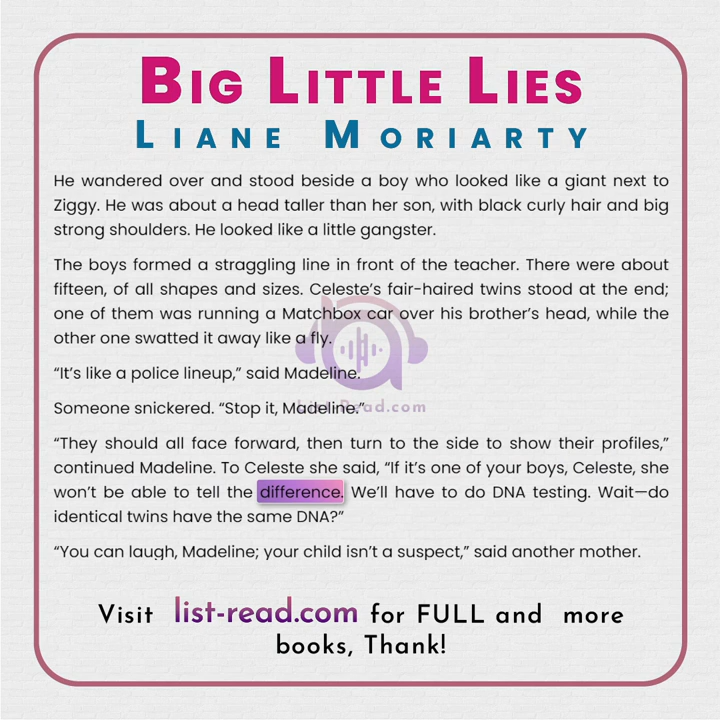 BIG LITTLE LIES
LIANE MORIARTY
He wandered over and stood beside a boy who looked like a giant next to
Ziggy. He was about a head taller than her son, with black curly hair and big
strong shoulders. He looked like a little gangster.
The boys formed a straggling line in front of the teacher. There were about
fifteen, of all shapes and sizes. Celeste’s fair-haired twins stood at the end;
one of them was running a Matchbox car over his brother’s head, while the
other one swatted it away like a fly.
“It’s like a police lineup,” said Madeline.
Someone snickered. “Stop it, Madeline.”
List-Read.com
“They should all face forward, then turn to the side to show their profiles,”
continued Madeline. To Celeste she said, “If it’s one of your boys, Celeste, she
won’t be able to tell the difference. We’ll have to do DNA testing. Wait—do
identical twins have the same DNA?”
“You can laugh, Madeline; your child isn’t a suspect,” said another mother.
Visit list-read.com for FULL and more
books, Thank!